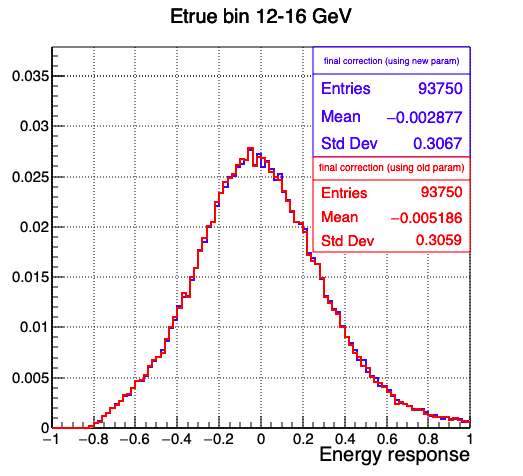 Etrue bin 12-16 GeV
final correction (using new param)
Entries 93750
Mean −0.002877
Std Dev 0.3067
final correction (using old param)
Entries 93750
Mean −0.005186
Std Dev 0.3059
0.035
0.03
0.025
0.02
0.015
0.01
0.005
0
−1 −0.8 −0.6 −0.4 −0.2 0 0.2 0.4 0.6 0.8 1
Energy response